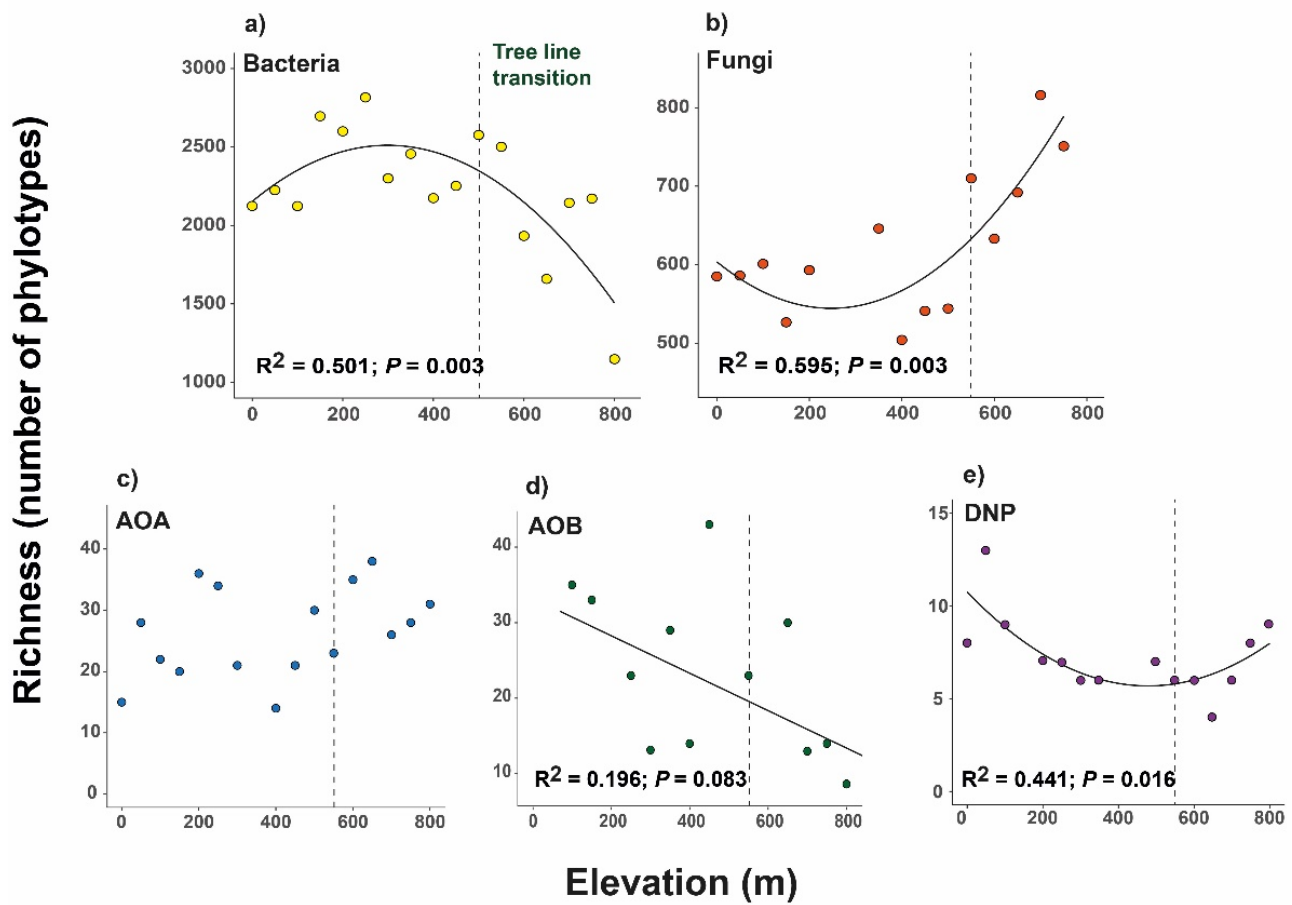 Richness (number of phylotypes)
a)
Bacteria
Tree line
transition
3000
2500
2000
1500
1000
R2 = 0.501; P = 0.003
0 200 400 600 800
b)
Fungi
800
700
600
500
R2 = 0.595; P = 0.003
0 200 400 600 800
c)
AOA
40
30
20
10
0
0 200 400 600 800
d)
AOB
40
30
20
10
R2 = 0.196; P = 0.083
0 200 400 600 800
e)
DNP
15
10
5
0
R2 = 0.441; P = 0.016
0 200 400 600 800
Elevation (m)